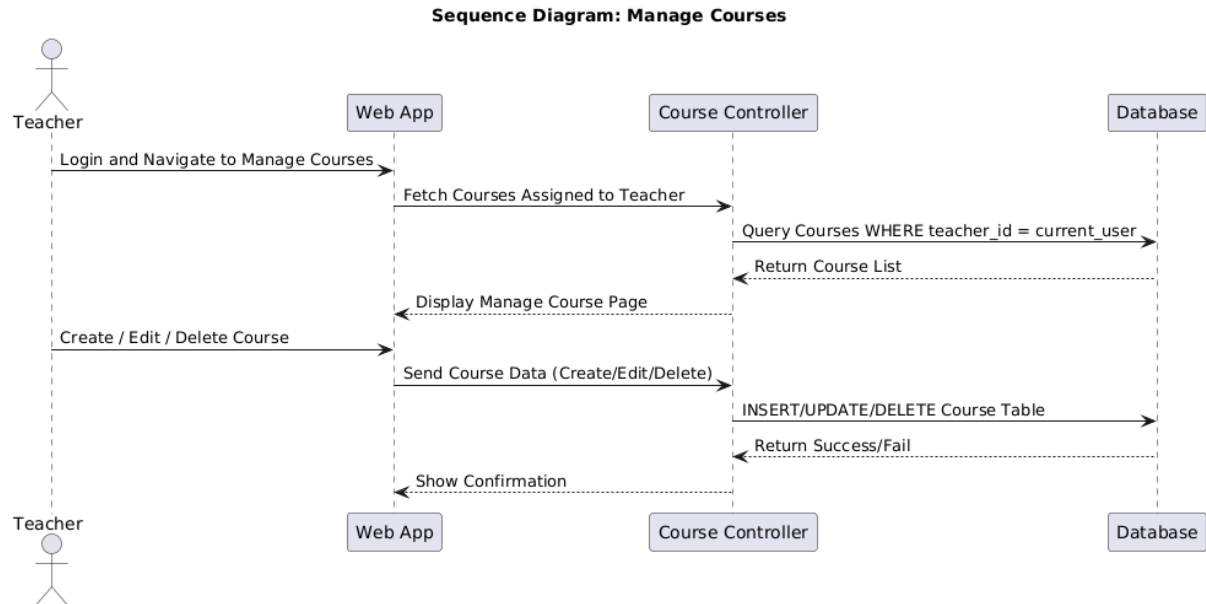 Sequence Diagram: Manage Courses
Teacher
Web App
Course Controller
Database
Login and Navigate to Manage Courses
Fetch Courses Assigned to Teacher
Query Courses WHERE teacher_id = current_user
Return Course List
Display Manage Course Page
Create / Edit / Delete Course
Send Course Data (Create/Edit/Delete)
INSERT/UPDATE/DELETE Course Table
Return Success/Fail
Show Confirmation
Teacher
Web App
Course Controller
Database